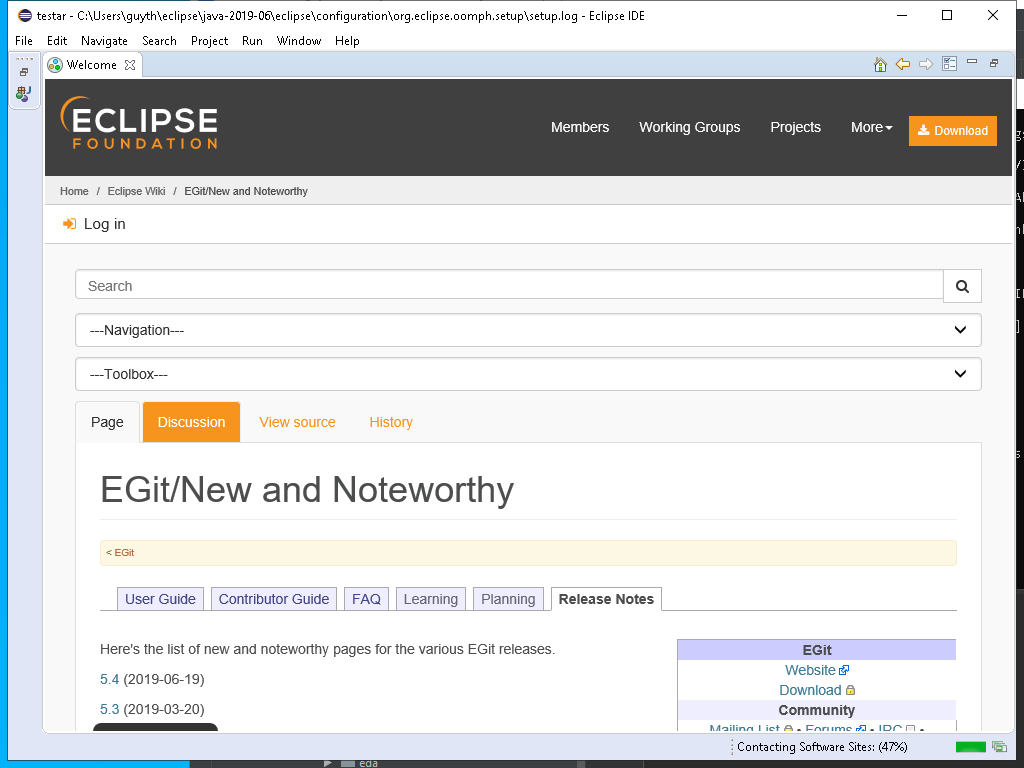 testar - C:\Users\guyth\eclipse\java-2019-06\eclipse\configuration\org.eclipse.oomph.setup\setup.log - Eclipse IDE
File Edit Navigate Search Project Run Window Help
Welcome
ECLIPSE
FOUNDATION
Members Working Groups Projects More Download
Home / Eclipse Wiki / EGit/New and Noteworthy
Log in
Search
---Navigation---
---Toolbox---
Page Discussion View source History
EGit/New and Noteworthy
< EGit
User Guide Contributor Guide FAQ Learning Planning Release Notes
Here's the list of new and noteworthy pages for the various EGit releases.
5.4 (2019-06-19)
5.3 (2019-03-20)
EGit
Website
Download
Community
Mailing List • Forums • IRC •
Contacting Software Sites: (47%)
eda